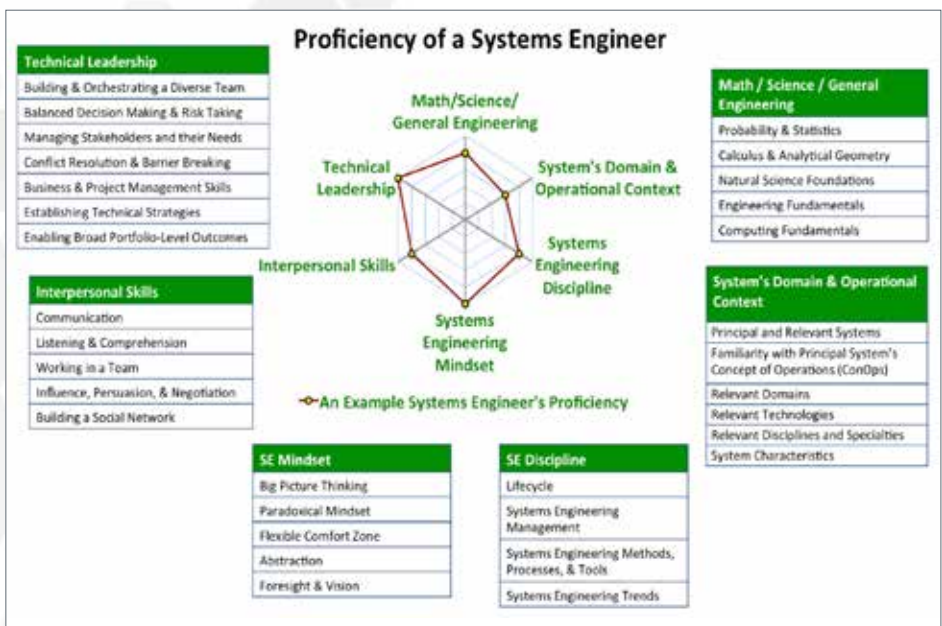 Proficiency of a Systems Engineer
Technical Leadership
Building & Orchestrating a Diverse Team
Balanced Decision Making & Risk Taking
Managing Stakeholders and their Needs
Conflict Resolution & Barrier Breaking
Business & Project Management Skills
Establishing Technical Strategies
Enabling Broad Portfolio-Level Outcomes
Interpersonal Skills
Communication
Listening & Comprehension
Working in a Team
Influence, Persuasion, & Negotiation
Building a Social Network
Math/Science/
General Engineering
Technical
Leadership
System's Domain &
Operational Context
Interpersonal Skills
Systems
Engineering
Discipline
Systems
Engineering
Mindset
An Example Systems Engineer's Proficiency
Math / Science / General
Engineering
Probability & Statistics
Calculus & Analytical Geometry
Natural Science Foundations
Engineering Fundamentals
Computing Fundamentals
System's Domain & Operational
Context
Principal and Relevant Systems
Familiarity with Principal System's
Concept of Operations (ConOps)
Relevant Domains
Relevant Technologies
Relevant Disciplines and Specialties
System Characteristics
SE Mindset
Big Picture Thinking
Paradoxical Mindset
Flexible Comfort Zone
Abstraction
Foresight & Vision
SE Discipline
Lifecycle
Systems Engineering
Management
Systems Engineering Methods,
Processes, & Tools
Systems Engineering Trends